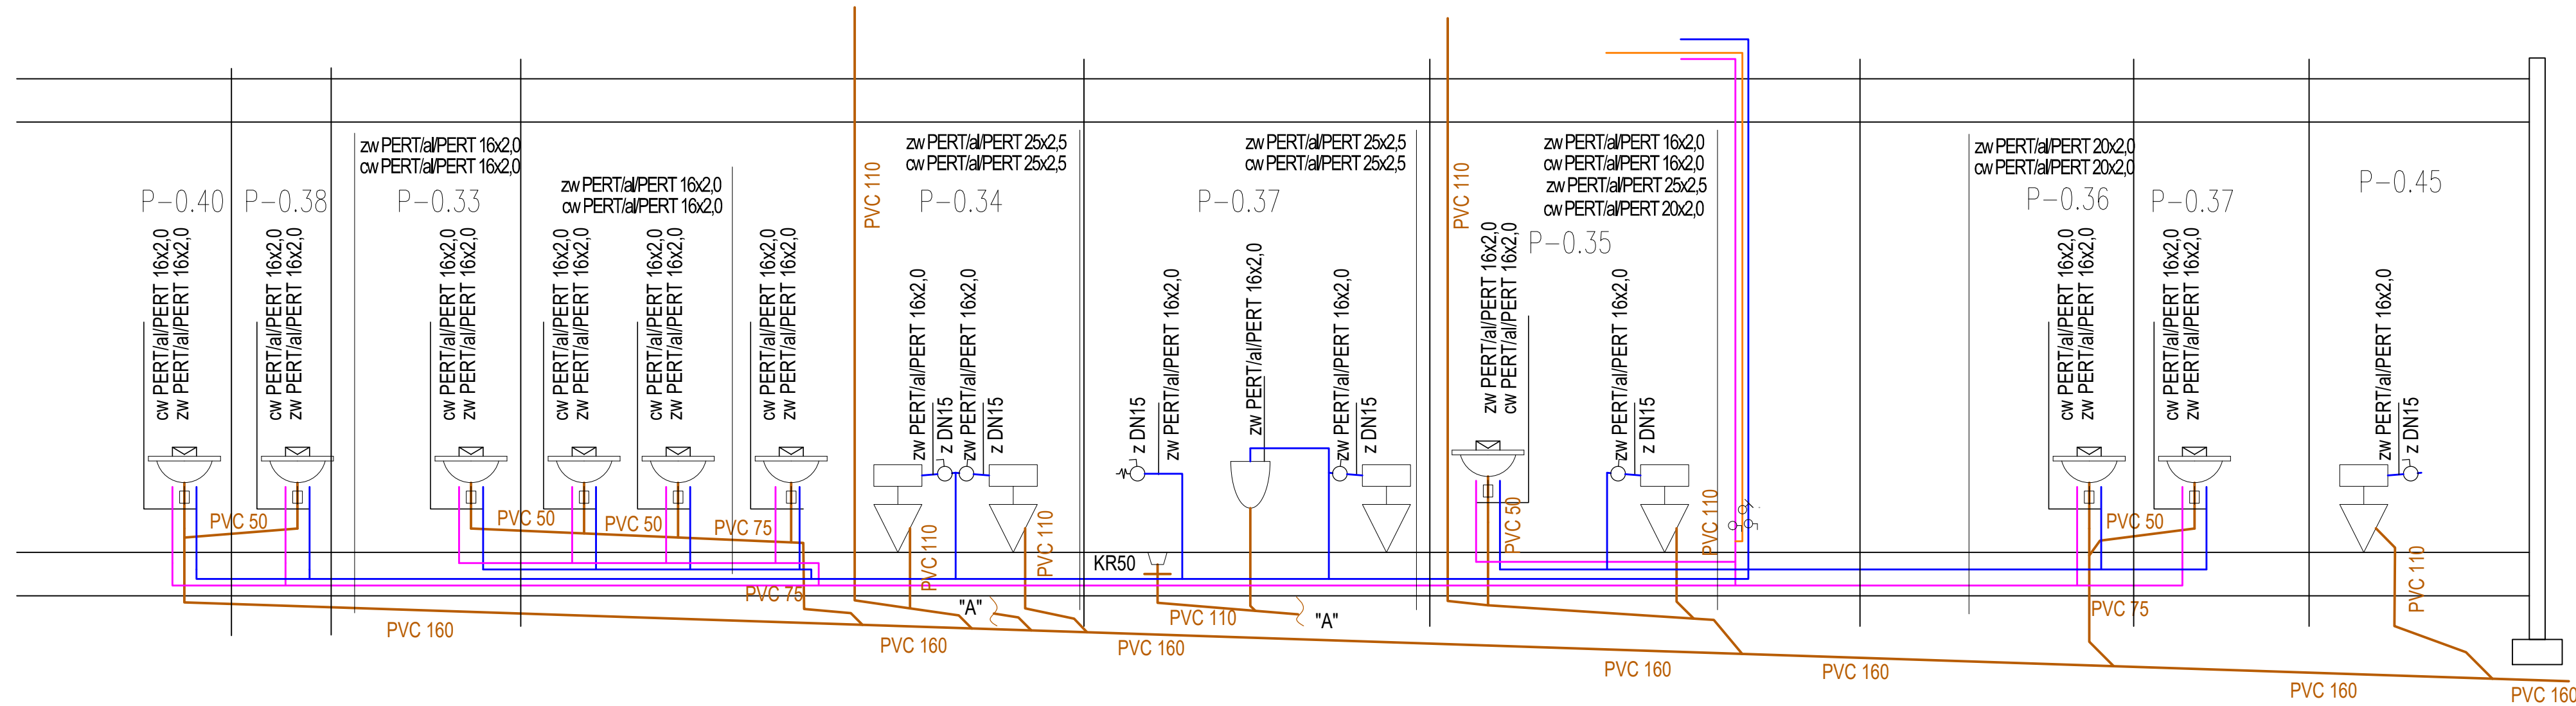 zw PERT/al/PERT 16x2,0
cw PERT/al/PERT 16x2,0
zw PERT/al/PERT 16x2,0
cw PERT/al/PERT 16x2,0
zw PERT/al/PERT 25x2,5
cw PERT/al/PERT 25x2,5
zw PERT/al/PERT 25x2,5
cw PERT/al/PERT 25x2,5
zw PERT/al/PERT 16x2,0
cw PERT/al/PERT 16x2,0
zw PERT/al/PERT 25x2,5
cw PERT/al/PERT 20x2,0
zw PERT/al/PERT 20x2,0
cw PERT/al/PERT 20x2,0
P-0.40
P-0.38
P-0.33
P-0.34
P-0.37
P-0.35
P-0.36
P-0.37
P-0.45
PVC 110
PVC 110
cw PERT/al/PERT 16x2,0
zw PERT/al/PERT 16x2,0
cw PERT/al/PERT 16x2,0
zw PERT/al/PERT 16x2,0
cw PERT/al/PERT 16x2,0
zw PERT/al/PERT 16x2,0
cw PERT/al/PERT 16x2,0
zw PERT/al/PERT 16x2,0
cw PERT/al/PERT 16x2,0
zw PERT/al/PERT 16x2,0
cw PERT/al/PERT 16x2,0
zw PERT/al/PERT 16x2,0
zw PERT/al/PERT 16x2,0
z DN15
zw PERT/al/PERT 16x2,0
z DN15
z DN15
zw PERT/al/PERT 16x2,0
zw PERT/al/PERT 16x2,0
zw PERT/al/PERT 16x2,0
z DN15
zw PERT/al/PERT 16x2,0
cw PERT/al/PERT 16x2,0
zw PERT/al/PERT 16x2,0
z DN15
cw PERT/al/PERT 16x2,0
zw PERT/al/PERT 16x2,0
cw PERT/al/PERT 16x2,0
zw PERT/al/PERT 16x2,0
zw PERT/al/PERT 16x2,0
z DN15
PVC 50
PVC 50
PVC 50
PVC 75
PVC 110
PVC 110
KR50
PVC 50
PVC 110
PVC 50
PVC 110
PVC 75
"A"
PVC 110
"A"
PVC 75
PVC 160
PVC 160
PVC 160
PVC 160
PVC 160
PVC 160
PVC 160